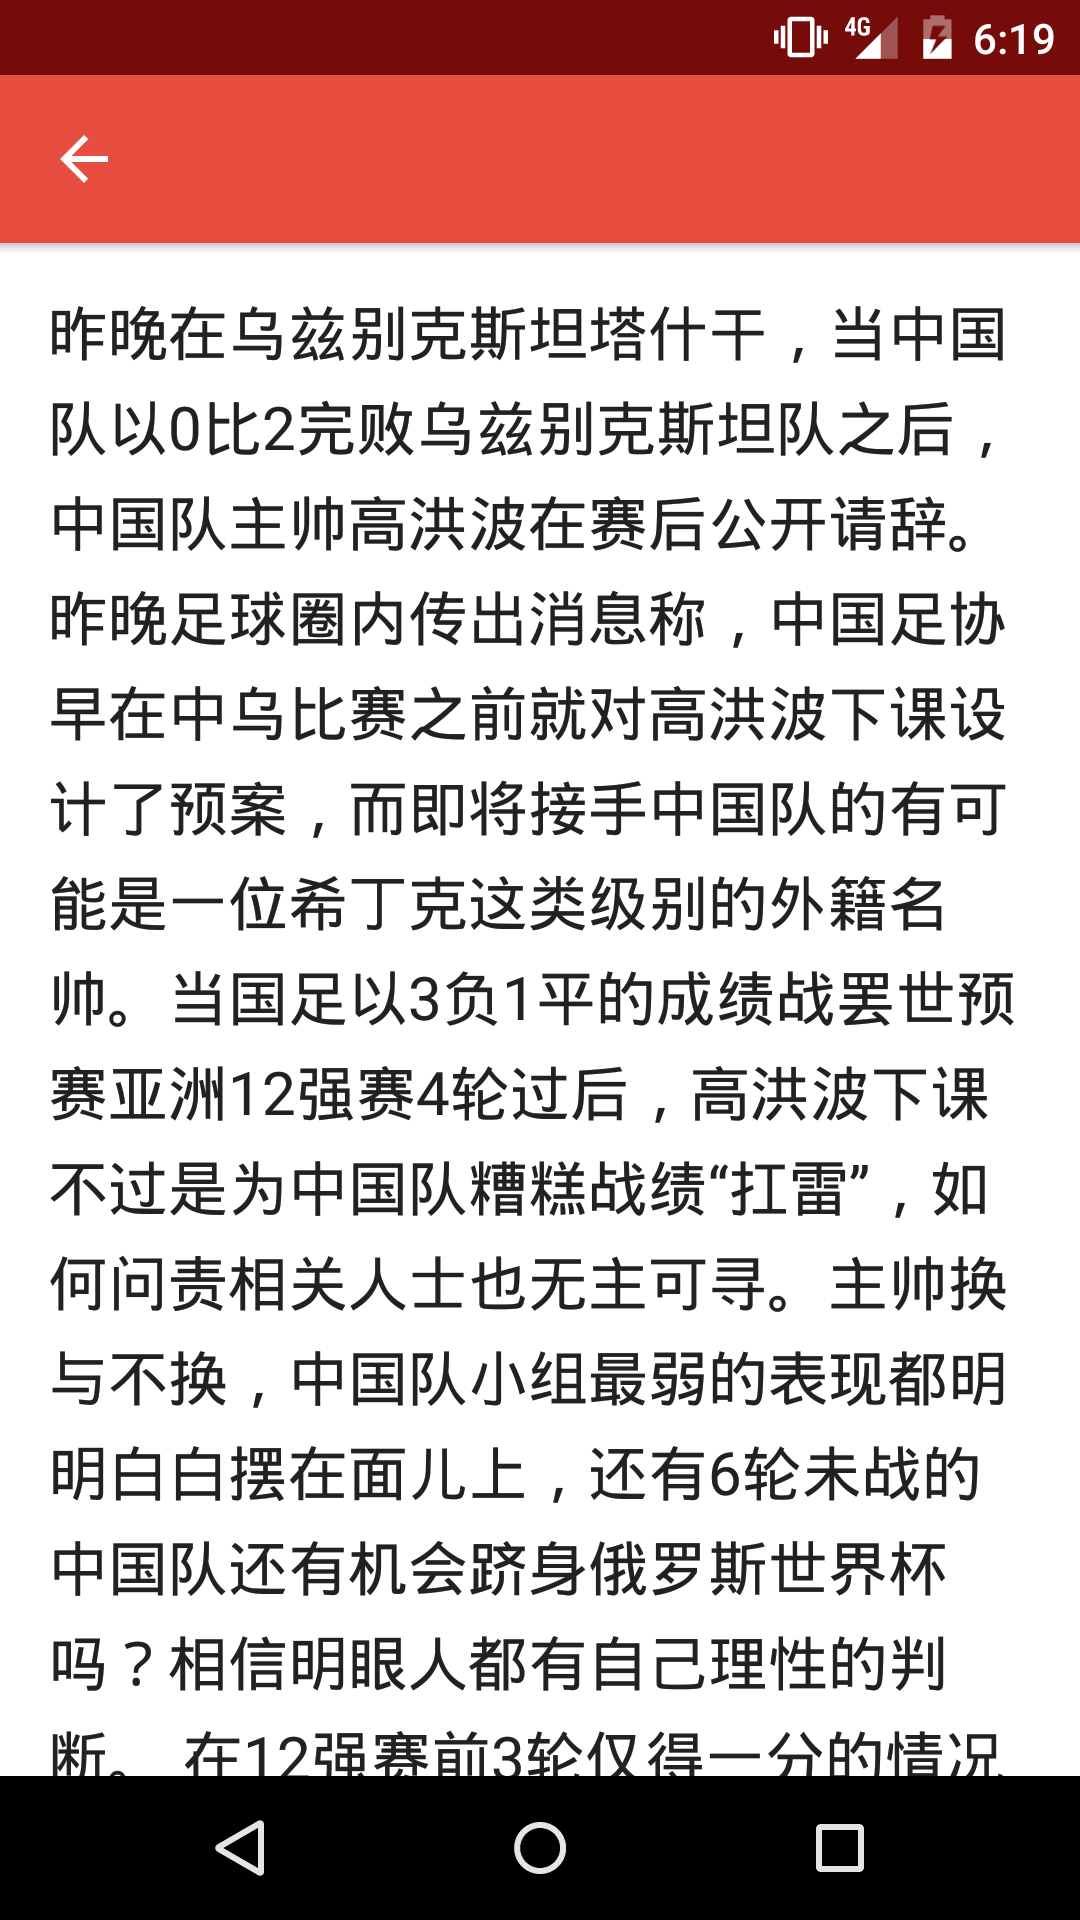 4G 6:19
昨晚在乌兹别克斯坦塔什干，当中国
队以0比2完败乌兹别克斯坦队之后，
中国队主帅高洪波在赛后公开请辞。
昨晚足球圈内传出消息称，中国足协
早在中乌比赛之前就对高洪波下课设
计了预案，而即将接手中国队的有可
能是一位希丁克这类级别的外籍名
帅。当国足以3负1平的成绩战罢世预
赛亚洲12强赛4轮过后，高洪波下课
不过是为中国队糟糕战绩“扛雷”，如
何问责相关人士也无主可寻。主帅换
与不换，中国队小组最弱的表现都明
明白白摆在面儿上，还有6轮未战的
中国队还有机会跻身俄罗斯世界杯
吗？相信明眼人都有自己理性的判
断。 在12强赛前3轮仅得一分的情况